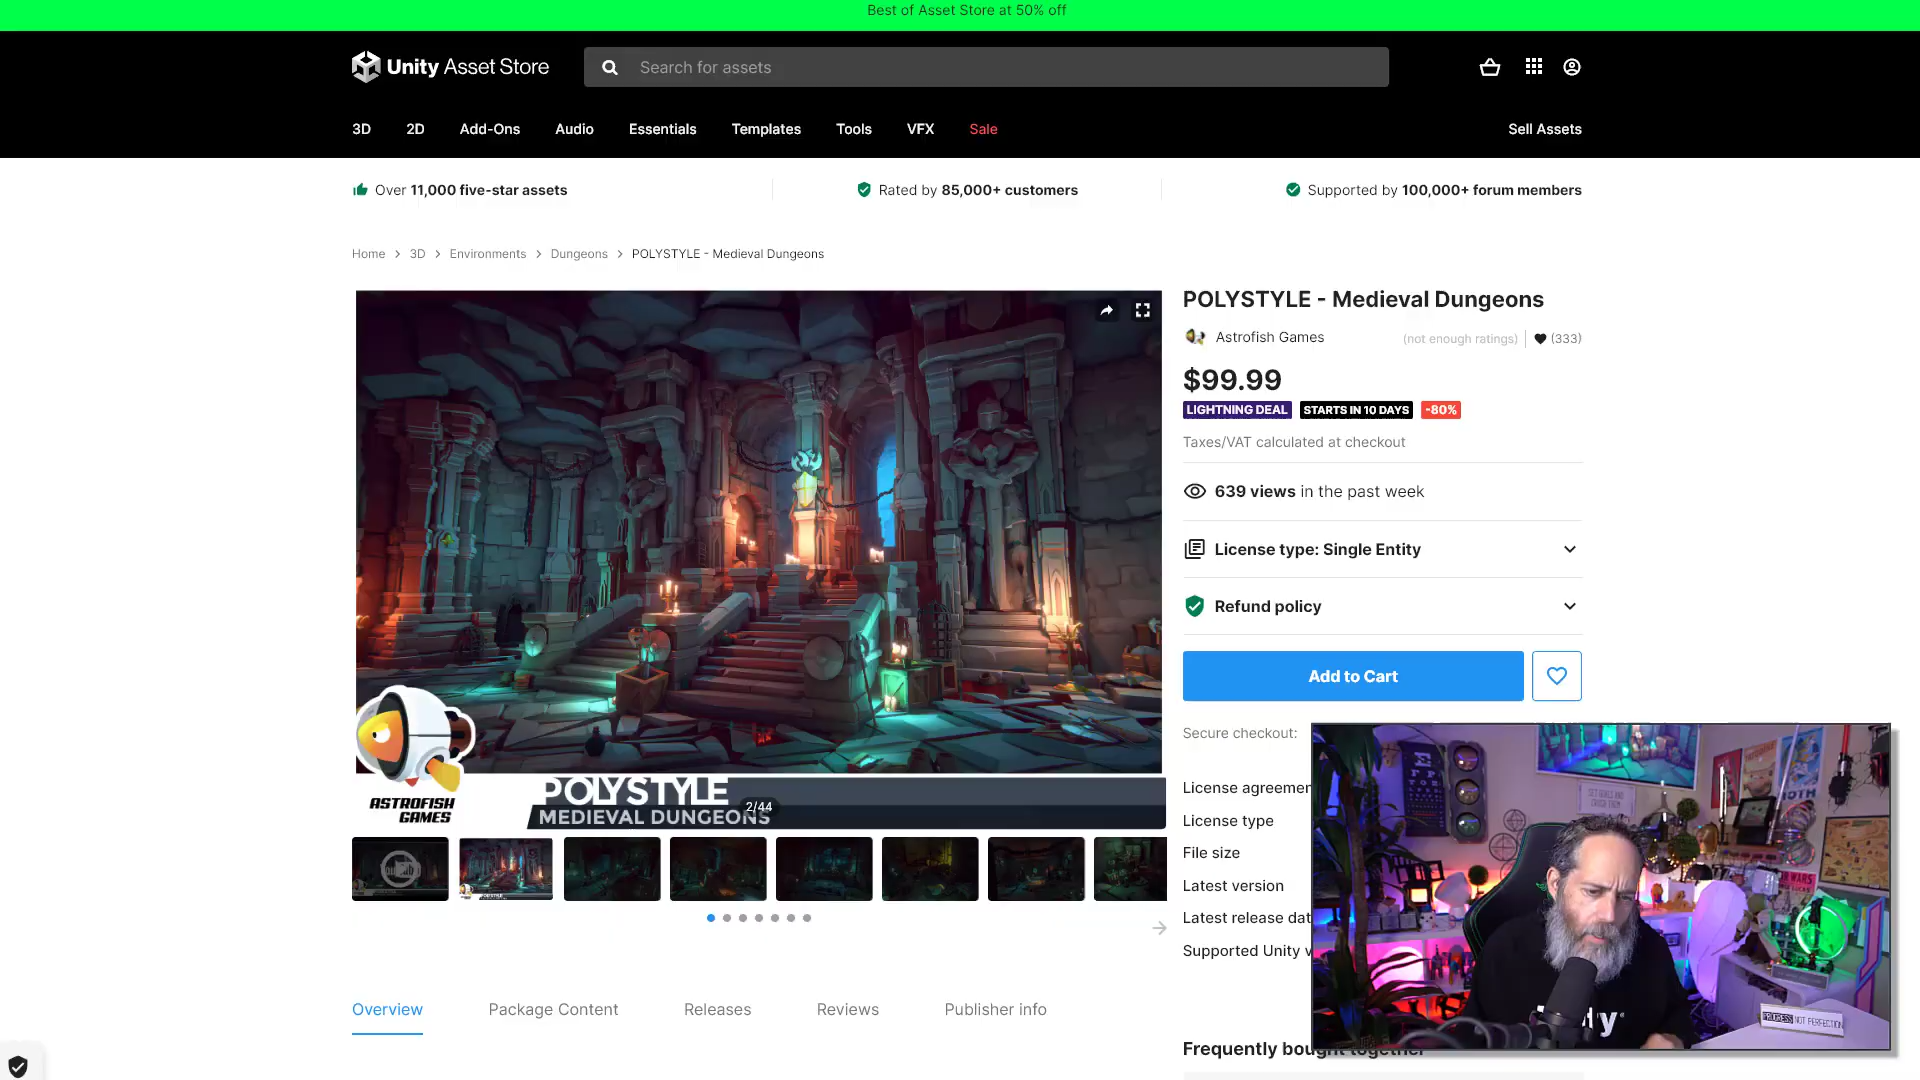 Best of Asset Store at 50% off
Unity Asset Store
Search for assets
3D 2D Add-Ons Audio Essentials Templates Tools VFX Sale Sell Assets
Over 11,000 five-star assets
Rated by 85,000+ customers
Supported by 100,000+ forum members
Home > 3D > Environments > Dungeons > POLYSTYLE - Medieval Dungeons
POLYSTYLE - Medieval Dungeons
Astrofish Games
(not enough ratings)
(333)
$99.99
LIGHTNING DEAL STARTS IN 10 DAYS -80%
Taxes/VAT calculated at checkout
639 views in the past week
License type: Single Entity
Refund policy
Add to Cart
Secure checkout:
License agreemen
License type
File size
Latest version
Latest release dat
Supported Unity v
Frequently bought together
ASTROFISH
GAMES
POLYSTYLE
MEDIEVAL DUNGEONS
2/44
Overview Package Content Releases Reviews Publisher info
PROGRESS NOT PERFECTION